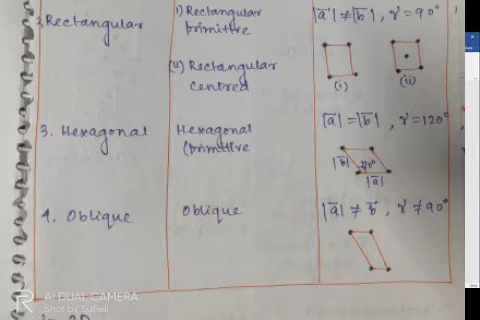 2. Rectangular
i) Rectangular
primitive
|a| ≠ |b|, r = 90°
(ii) Rectangular
centred
(i)
(ii)
3. Hexagonal
Hexagonal
(primitive
|a| = |b|, r = 120°
|b|
120°
|a|
4. Oblique
Oblique
|a| ≠ b, r ≠ 90°
AI DUAL CAMERA
Shot by Suheil